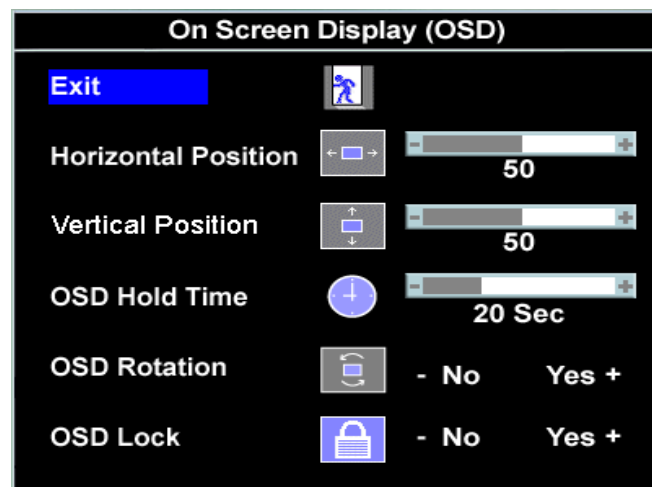 On Screen Display (OSD)
Exit
Horizontal Position - +
50
Vertical Position - +
50
OSD Hold Time - +
20 Sec
OSD Rotation - No Yes +
OSD Lock - No Yes +